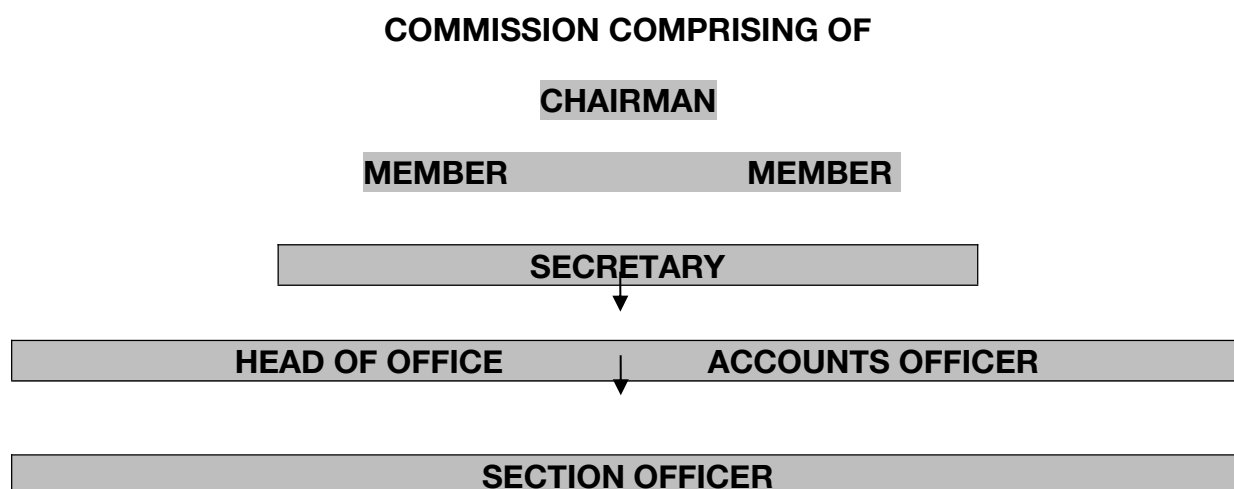 COMMISSION COMPRISING OF
CHAIRMAN
MEMBER MEMBER
SECRETARY
HEAD OF OFFICE ACCOUNTS OFFICER
SECTION OFFICER